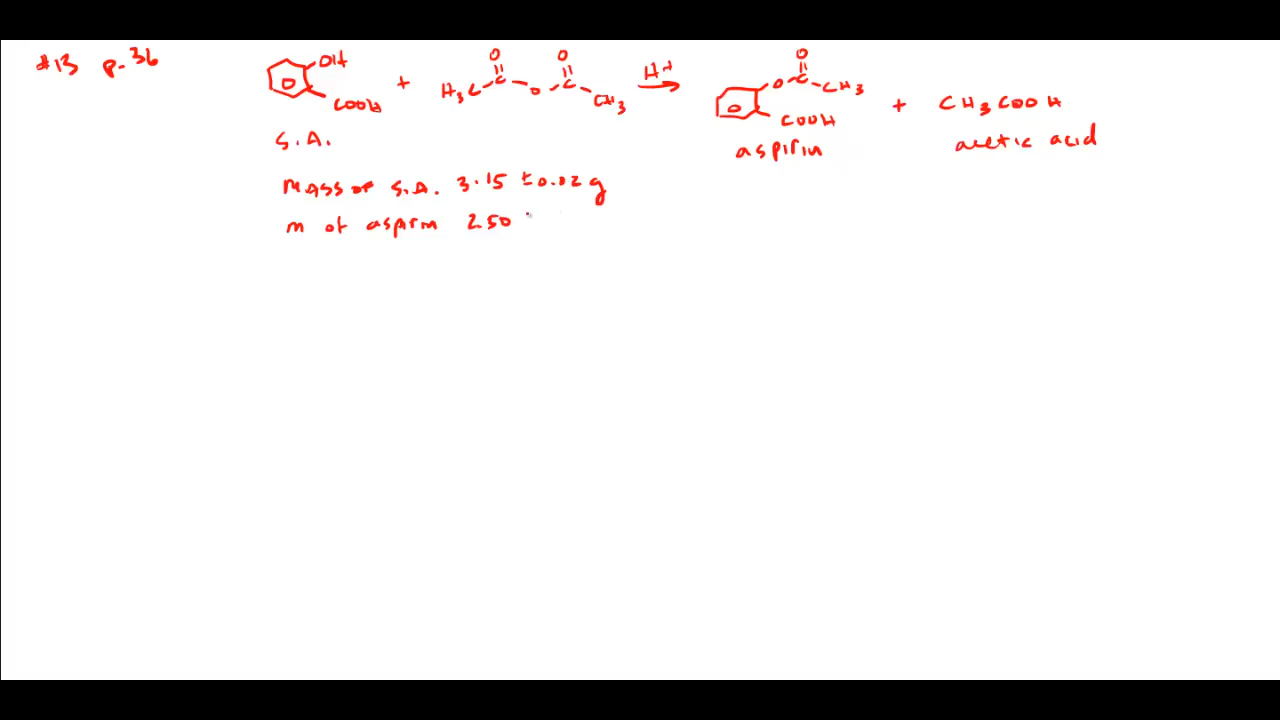 #13 p. 36
OH COOH + H3C C O O C O CH3 H+ → O C O CH3 COOH + CH3COOH
S.A. aspirin acetic acid
Mass of S.A. 3.15 ±0.02 g
m of aspirin 2.50